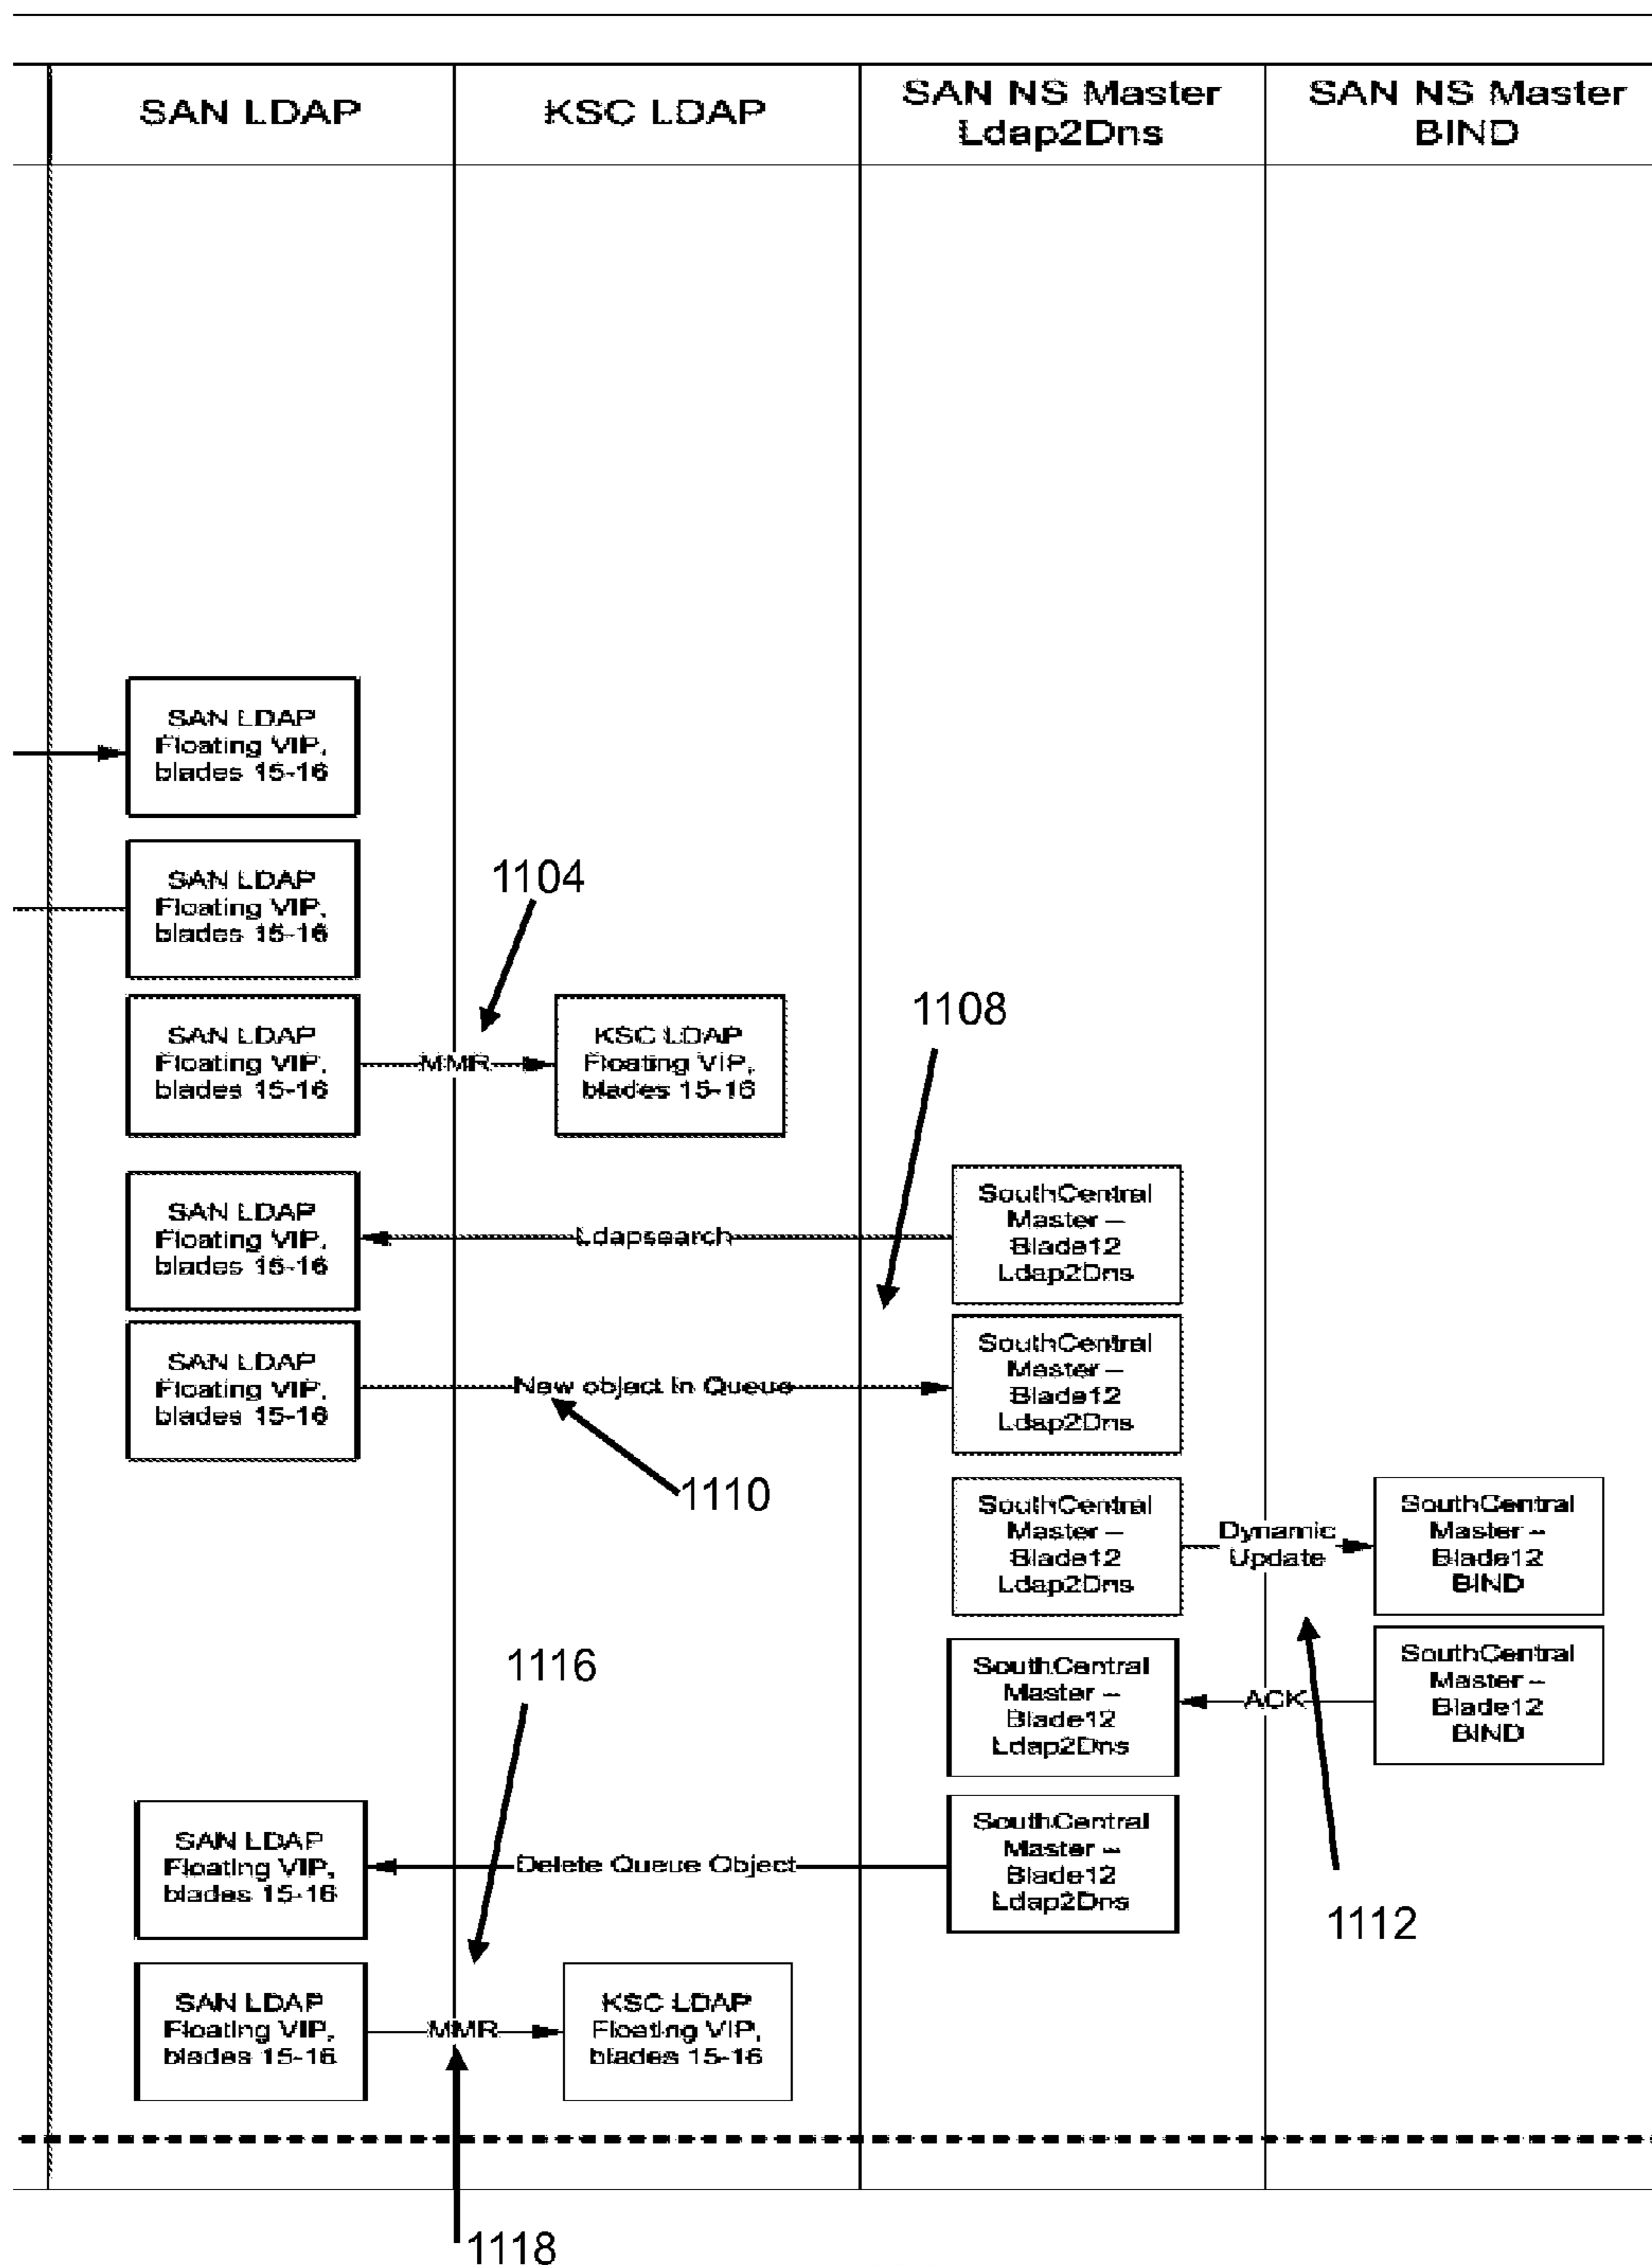 SAN LDAP
KSC LDAP
SAN NS Master
Ldap2Dns
SAN NS Master
BIND
SAN LDAP
Floating VIP,
blades 15-16
SAN LDAP
Floating VIP,
blades 15-16
1104
SAN LDAP
Floating VIP,
blades 15-16
MMR
KSC LDAP
Floating VIP,
blades 15-16
1108
SAN LDAP
Floating VIP,
blades 15-16
Ldapsearch
SouthCentral
Master –
Blade12
Ldap2Dns
SAN LDAP
Floating VIP,
blades 15-16
New object in Queue
SouthCentral
Master –
Blade12
Ldap2Dns
1110
SouthCentral
Master –
Blade12
Ldap2Dns
Dynamic
Update
SouthCentral
Master –
Blade12
BIND
1116
SouthCentral
Master –
Blade12
Ldap2Dns
ACK
SouthCentral
Master –
Blade12
BIND
SAN LDAP
Floating VIP,
blades 15-16
Delete Queue Object
SouthCentral
Master –
Blade12
Ldap2Dns
1112
SAN LDAP
Floating VIP,
blades 15-16
MMR
KSC LDAP
Floating VIP,
blades 15-16
1118